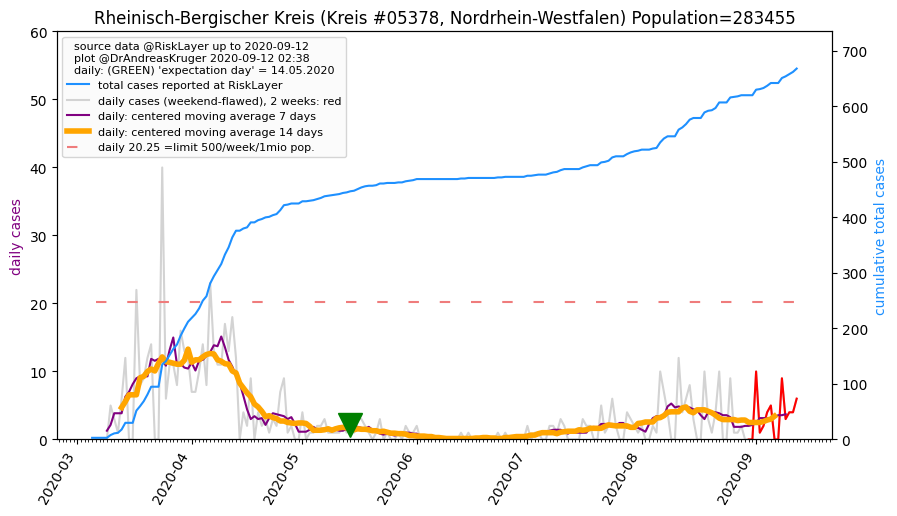 Rheinisch-Bergischer Kreis (Kreis #05378, Nordrhein-Westfalen) Population=283455
source data @RiskLayer up to 2020-09-12
plot @DrAndreasKruger 2020-09-12 02:38
daily: (GREEN) 'expectation day' = 14.05.2020
total cases reported at RiskLayer
daily cases (weekend-flawed), 2 weeks: red
daily: centered moving average 7 days
daily: centered moving average 14 days
daily 20.25 =limit 500/week/1mio pop.
daily cases
60
50
40
30
20
10
0
700
600
500
400
300
200
100
0
cumulative total cases
2020-03
2020-04
2020-05
2020-06
2020-07
2020-08
2020-09